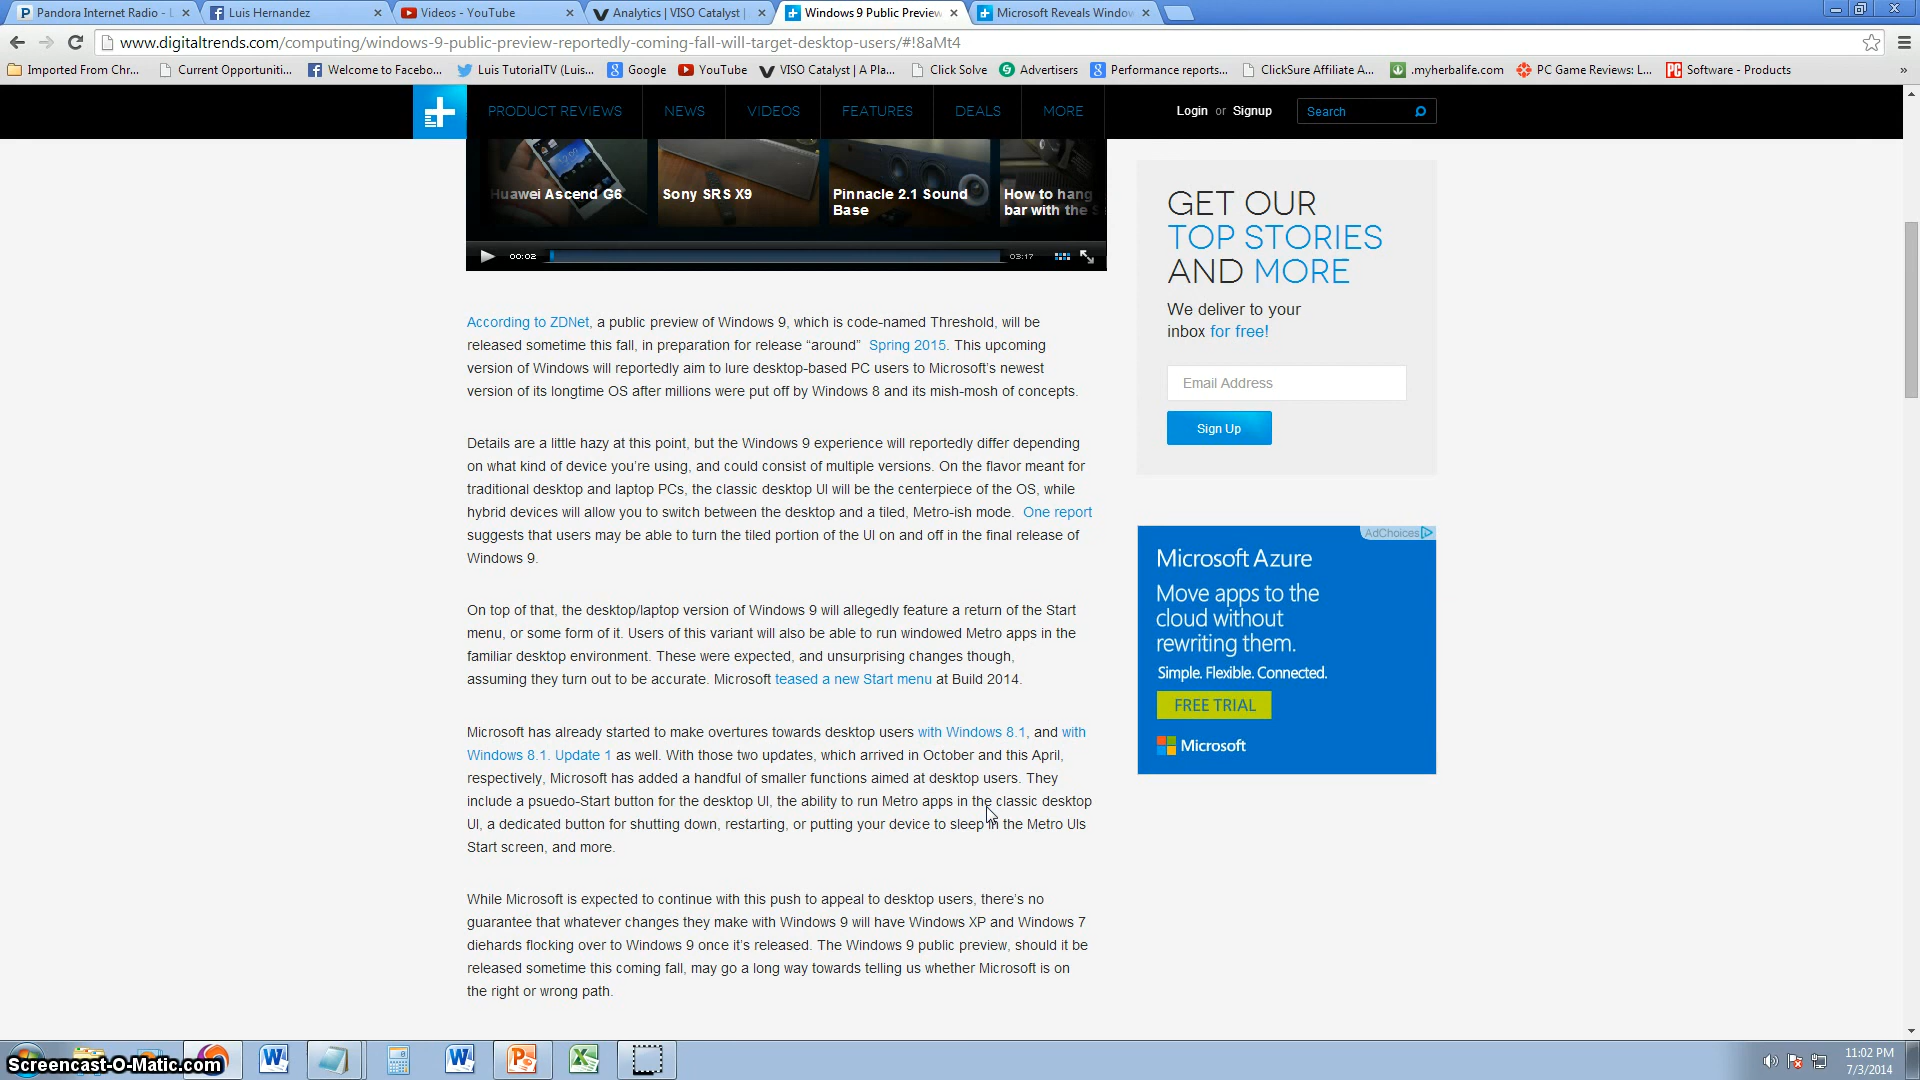 Pandora Internet Radio - L
Luis Hernandez
Videos - YouTube
Analytics | VISO Catalyst |
Windows 9 Public Preview
Microsoft Reveals Window
www.digitaltrends.com/computing/windows-9-public-preview-reportedly-coming-fall-will-target-desktop-users/#!8aMt4
Imported From Chr...
Current Opportuniti...
Welcome to Facebo...
Luis TutorialTV (Luis...
Google
YouTube
VISO Catalyst | A Pla...
Click Solve
Advertisers
Performance reports...
ClickSure Affiliate A...
.myherbalife.com
PC Game Reviews: L...
Software - Products
PRODUCT REVIEWS
NEWS
VIDEOS
FEATURES
DEALS
MORE
Login or Signup
Search
Huawei Ascend G6
Sony SRS X9
Pinnacle 2.1 Sound
Base
How to hang
bar with the S
00:02
03:17
According to ZDNet, a public preview of Windows 9, which is code-named Threshold, will be
released sometime this fall, in preparation for release “around” Spring 2015. This upcoming
version of Windows will reportedly aim to lure desktop-based PC users to Microsoft’s newest
version of its longtime OS after millions were put off by Windows 8 and its mish-mosh of concepts.
Details are a little hazy at this point, but the Windows 9 experience will reportedly differ depending
on what kind of device you’re using, and could consist of multiple versions. On the flavor meant for
traditional desktop and laptop PCs, the classic desktop UI will be the centerpiece of the OS, while
hybrid devices will allow you to switch between the desktop and a tiled, Metro-ish mode. One report
suggests that users may be able to turn the tiled portion of the UI on and off in the final release of
Windows 9.
On top of that, the desktop/laptop version of Windows 9 will allegedly feature a return of the Start
menu, or some form of it. Users of this variant will also be able to run windowed Metro apps in the
familiar desktop environment. These were expected, and unsurprising changes though,
assuming they turn out to be accurate. Microsoft teased a new Start menu at Build 2014.
Microsoft has already started to make overtures towards desktop users with Windows 8.1, and with
Windows 8.1. Update 1 as well. With those two updates, which arrived in October and this April,
respectively, Microsoft has added a handful of smaller functions aimed at desktop users. They
include a psuedo-Start button for the desktop UI, the ability to run Metro apps in the classic desktop
UI, a dedicated button for shutting down, restarting, or putting your device to sleep in the Metro UIs
Start screen, and more.
While Microsoft is expected to continue with this push to appeal to desktop users, there’s no
guarantee that whatever changes they make with Windows 9 will have Windows XP and Windows 7
diehards flocking over to Windows 9 once it’s released. The Windows 9 public preview, should it be
released sometime this coming fall, may go a long way towards telling us whether Microsoft is on
the right or wrong path.
GET OUR
TOP STORIES
AND MORE
We deliver to your
inbox for free!
Email Address
Sign Up
AdChoices
Microsoft Azure
Move apps to the
cloud without
rewriting them.
Simple. Flexible. Connected.
FREE TRIAL
Microsoft
Screencast-O-Matic.com
11:02 PM
7/3/2014